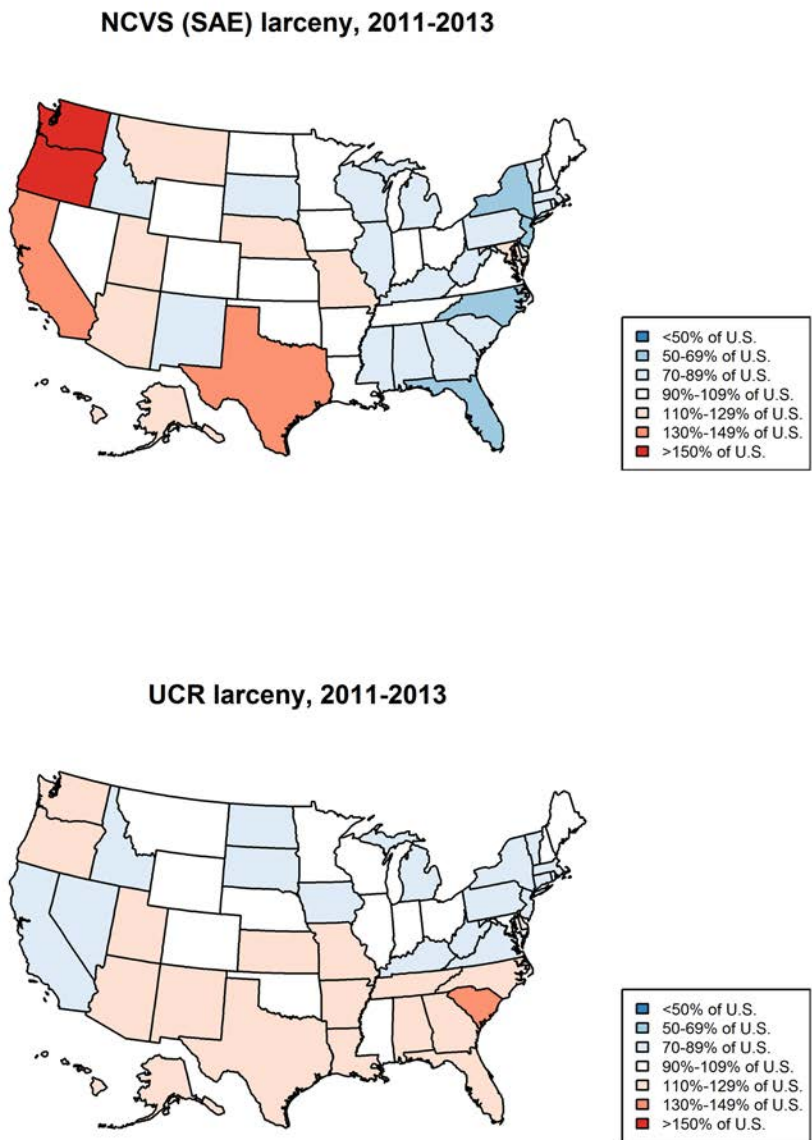 NCVS (SAE) larceny, 2011-2013
<50% of U.S.
50-69% of U.S.
70-89% of U.S.
90%-109% of U.S.
110%-129% of U.S.
130%-149% of U.S.
>150% of U.S.
UCR larceny, 2011-2013
<50% of U.S.
50-69% of U.S.
70-89% of U.S.
90%-109% of U.S.
110%-129% of U.S.
130%-149% of U.S.
>150% of U.S.